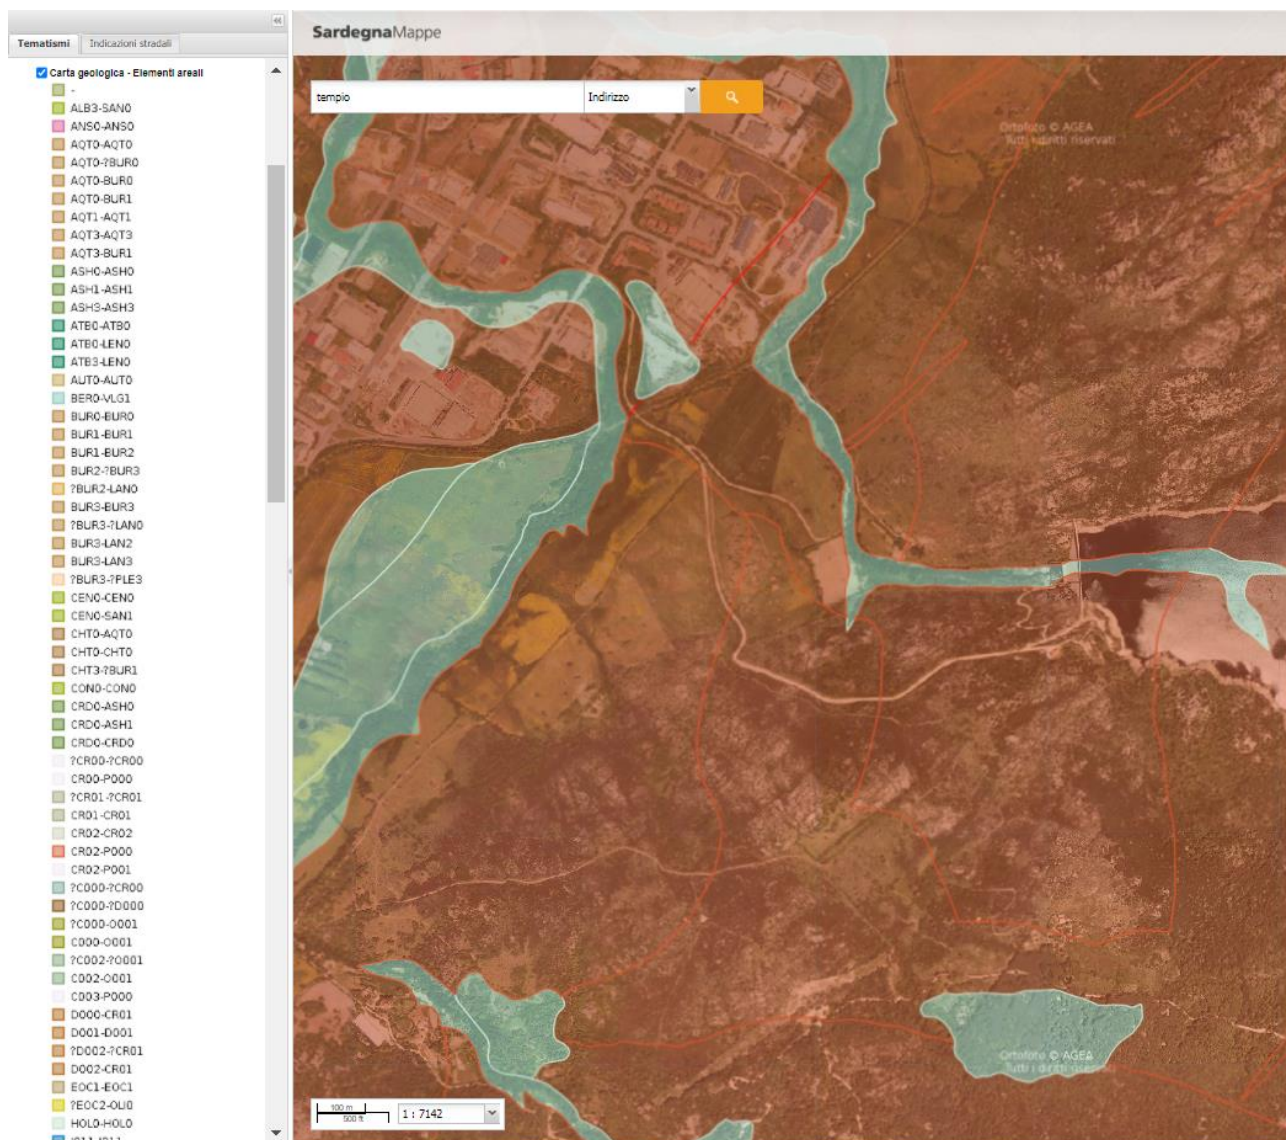 SardegnaMappe
Tematismi
Indicazioni stradali
Carta geologica - Elementi areali
-
ALB3-SAN0
ANS0-ANS0
AQT0-AQT0
AQT0-?BUR0
AQT0-BUR0
AQT0-BUR1
AQT1-AQT1
AQT3-AQT3
AQT3-BUR1
ASH0-ASH0
ASH1-ASH1
ASH3-ASH3
ATB0-ATB0
ATB0-LEN0
ATB3-LEN0
AUT0-AUT0
BER0-VLG1
BUR0-BUR0
BUR1-BUR1
BUR1-BUR2
BUR2-?BUR3
?BUR2-LAN0
BUR3-BUR3
?BUR3-?LAN0
BUR3-LAN2
BUR3-LAN3
?BUR3-?PLE3
CEN0-CEN0
CEN0-SAN1
CHT0-AQT0
CHT0-CHT0
CHT3-?BUR1
CON0-CON0
CRD0-ASH0
CRD0-ASH1
CRD0-CRD0
?CR00-?CR00
CR00-P000
?CR01-?CR01
CR01-CR01
CR02-CR02
CR02-P000
CR02-P001
?C000-?CR00
?C000-?D000
?C000-O001
C000-O001
?C002-?O001
C002-O001
C003-P000
D000-CR01
D001-D001
?D002-?CR01
D002-CR01
EOC1-EOC1
?EOC2-OLI0
HOL0-HOL0
tempio
Indirizzo
Ortofoto © AGEA
Tutti i diritti riservati
Ortofoto © AGEA
Tutti i diritti riservati
100 m
500 ft
1 : 7142